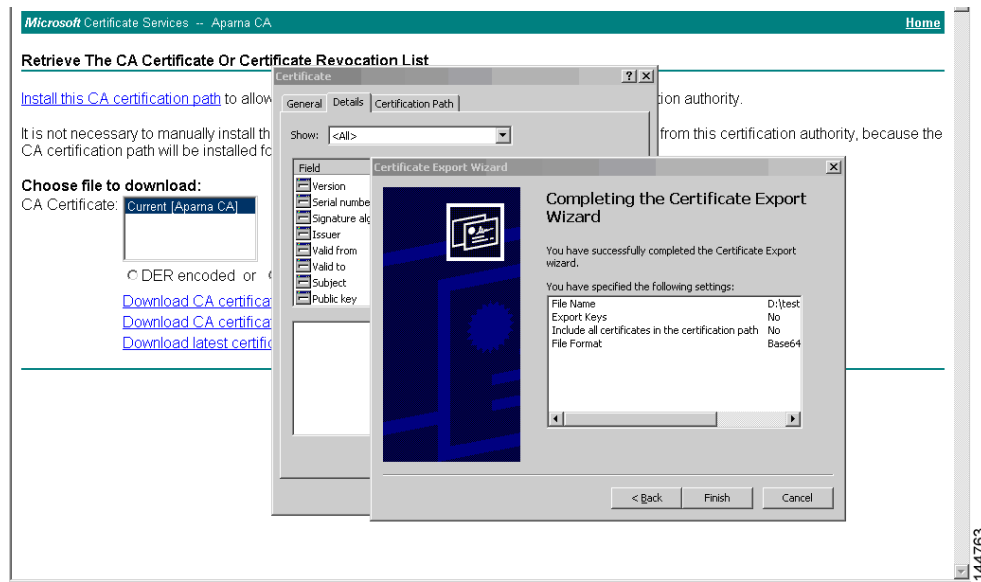 Microsoft Certificate Services -- Aparna CA
Home
Retrieve The CA Certificate Or Certificate Revocation List
Install this CA certification path to allow
ion authority.
It is not necessary to manually install th
from this certification authority, because the
CA certification path will be installed fo
Choose file to download:
CA Certificate:
Current [Aparna CA]
DER encoded or
Download CA certificat
Download CA certificat
Download latest certific
Certificate
General
Details
Certification Path
Show:
<All>
Field
Version
Serial numbe
Signature alg
Issuer
Valid from
Valid to
Subject
Public key
Certificate Export Wizard
Completing the Certificate Export
Wizard
You have successfully completed the Certificate Export
wizard.
You have specified the following settings:
File Name D:\test
Export Keys No
Include all certificates in the certification path No
File Format Base64
< Back
Finish
Cancel
144763